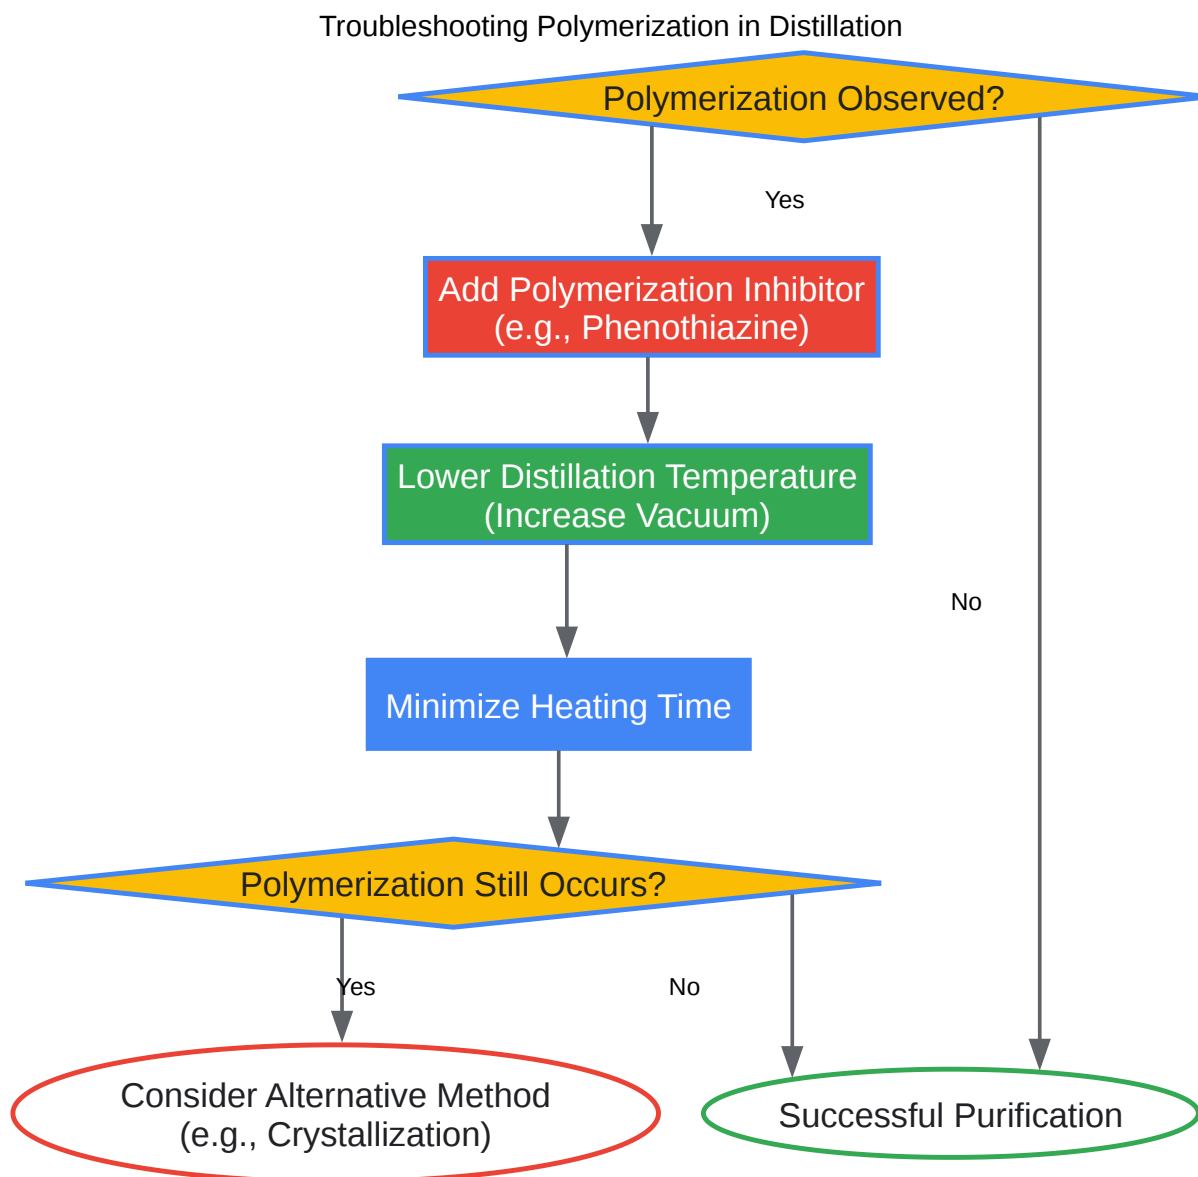 Troubleshooting Polymerization in Distillation
Polymerization Observed?
Yes
Add Polymerization Inhibitor
(e.g., Phenothiazine)
Lower Distillation Temperature
(Increase Vacuum)
No
Minimize Heating Time
Polymerization Still Occurs?
Yes
No
Consider Alternative Method
(e.g., Crystallization)
Successful Purification